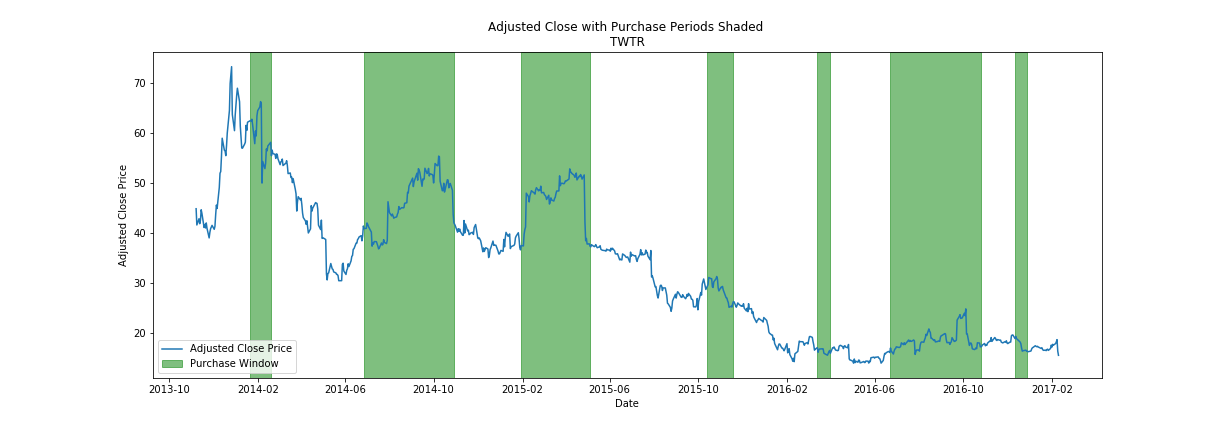 Adjusted Close with Purchase Periods Shaded
TWTR
Adjusted Close Price
70
60
50
40
30
20
Adjusted Close Price
Purchase Window
2013-10 2014-02 2014-06 2014-10 2015-02 2015-06 2015-10 2016-02 2016-06 2016-10 2017-02
Date